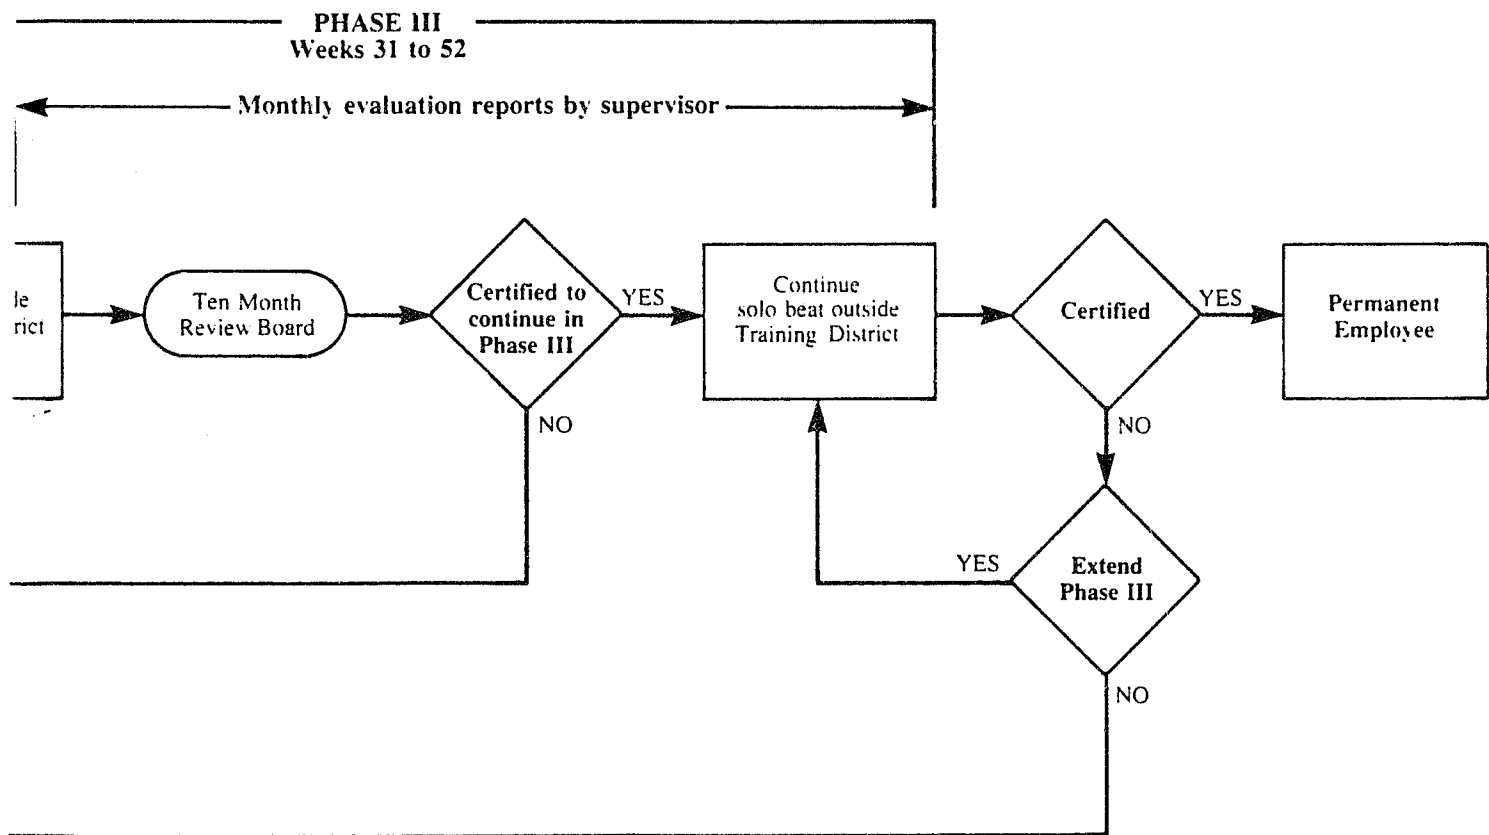 PHASE III
Weeks 31 to 52
Monthly evaluation reports by supervisor
le
rict
Ten Month
Review Board
Certified to
continue in
Phase III
YES
NO
Continue
solo beat outside
Training District
Certified
YES
NO
Permanent
Employee
Extend
Phase III
YES
NO